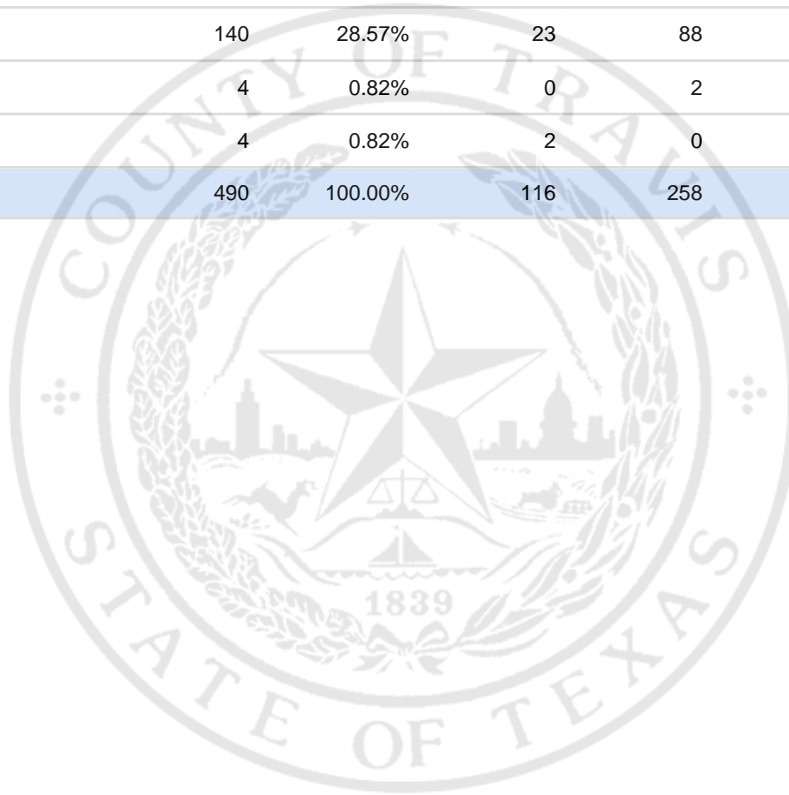 140 28.57% 23 88
4 0.82% 0 2
4 0.82% 2 0
490 100.00% 116 258
COUNTY OF TRAVIS
1839
STATE OF TEXAS